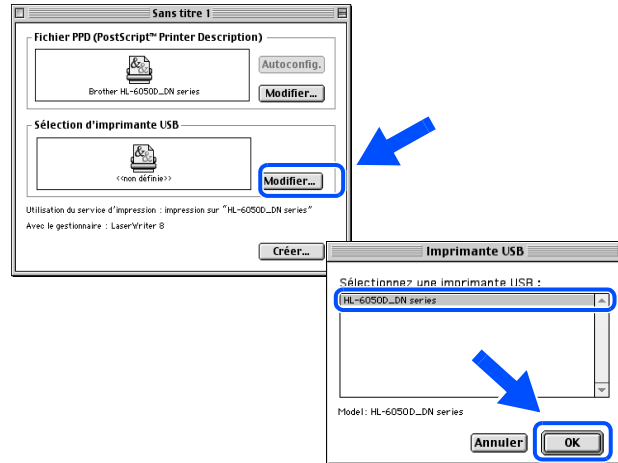 Sans titre 1
Fichier PPD (PostScript™ Printer Description)
Autoconfig.
Brother HL-6050D_DN series
Modifier...
Sélection d'imprimante USB
<<non définie>>
Modifier...
Utilisation du service d'impression : impression sur "HL-6050D_DN series"
Avec le gestionnaire : LaserWriter 8
Créer...
Imprimante USB
Sélectionnez une imprimante USB :
HL-6050D_DN series
Model: HL-6050D_DN series
Annuler
OK